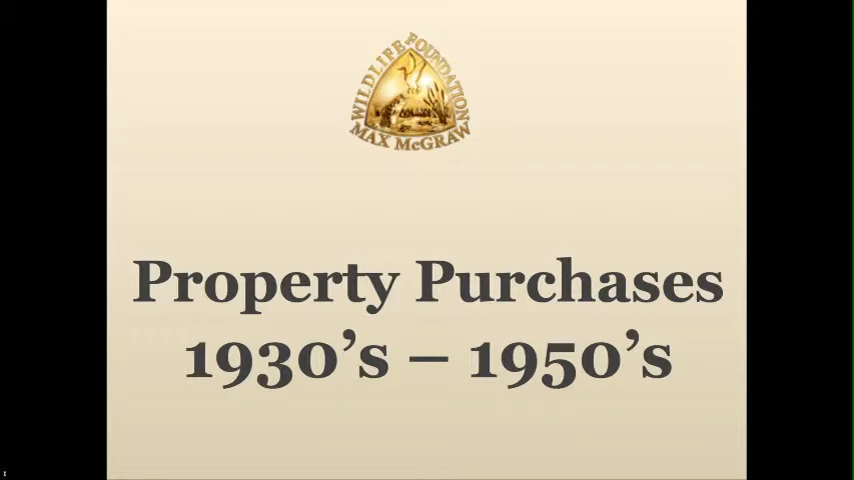 WILDLIFE FOUNDATION
MAX McGRAW
Property Purchases
1930’s – 1950’s